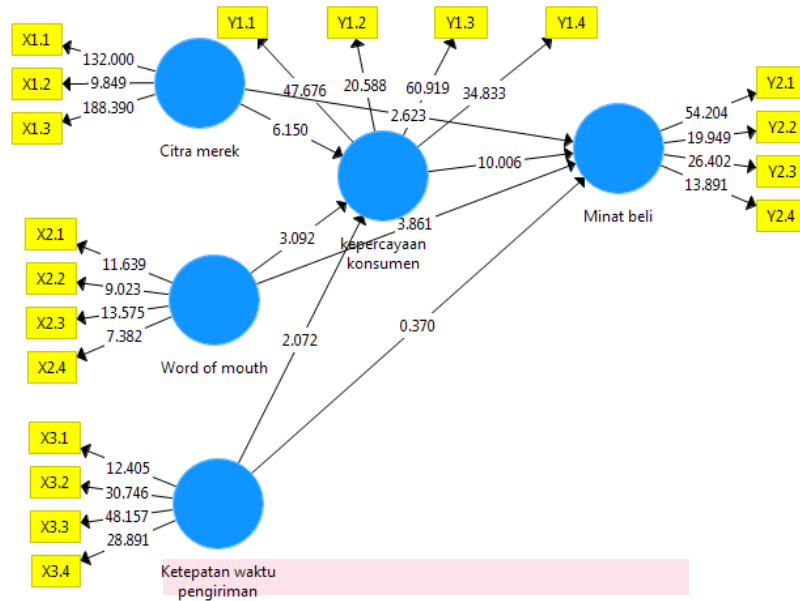 Y1.1
Y1.2
Y1.3
Y1.4
X1.1
X1.2
X1.3
132.000
9.849
188.390
Citra merek
47.676
20.588
60.919
34.833
2.623
6.150
kepercayaan
konsumen
10.006
3.861
54.204
19.949
26.402
13.891
Y2.1
Y2.2
Y2.3
Y2.4
Minat beli
X2.1
X2.2
X2.3
X2.4
11.639
9.023
13.575
7.382
Word of mouth
3.092
2.072
0.370
X3.1
X3.2
X3.3
X3.4
12.405
30.746
48.157
28.891
Ketepatan waktu
pengiriman